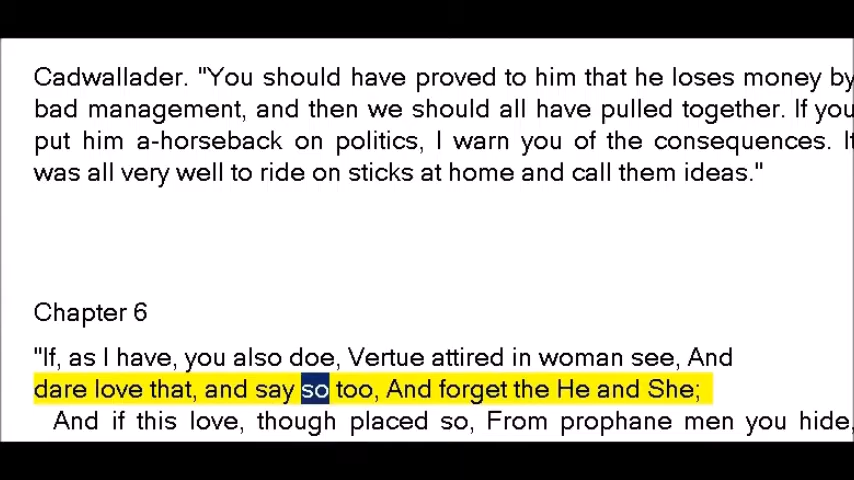 Cadwallader. "You should have proved to him that he loses money by
bad management, and then we should all have pulled together. If you
put him a-horseback on politics, I warn you of the consequences. It
was all very well to ride on sticks at home and call them ideas."
Chapter 6
"If, as I have, you also doe, Vertue attired in woman see, And
dare love that, and say so too, And forget the He and She;
And if this love, though placed so, From prophane men you hide,